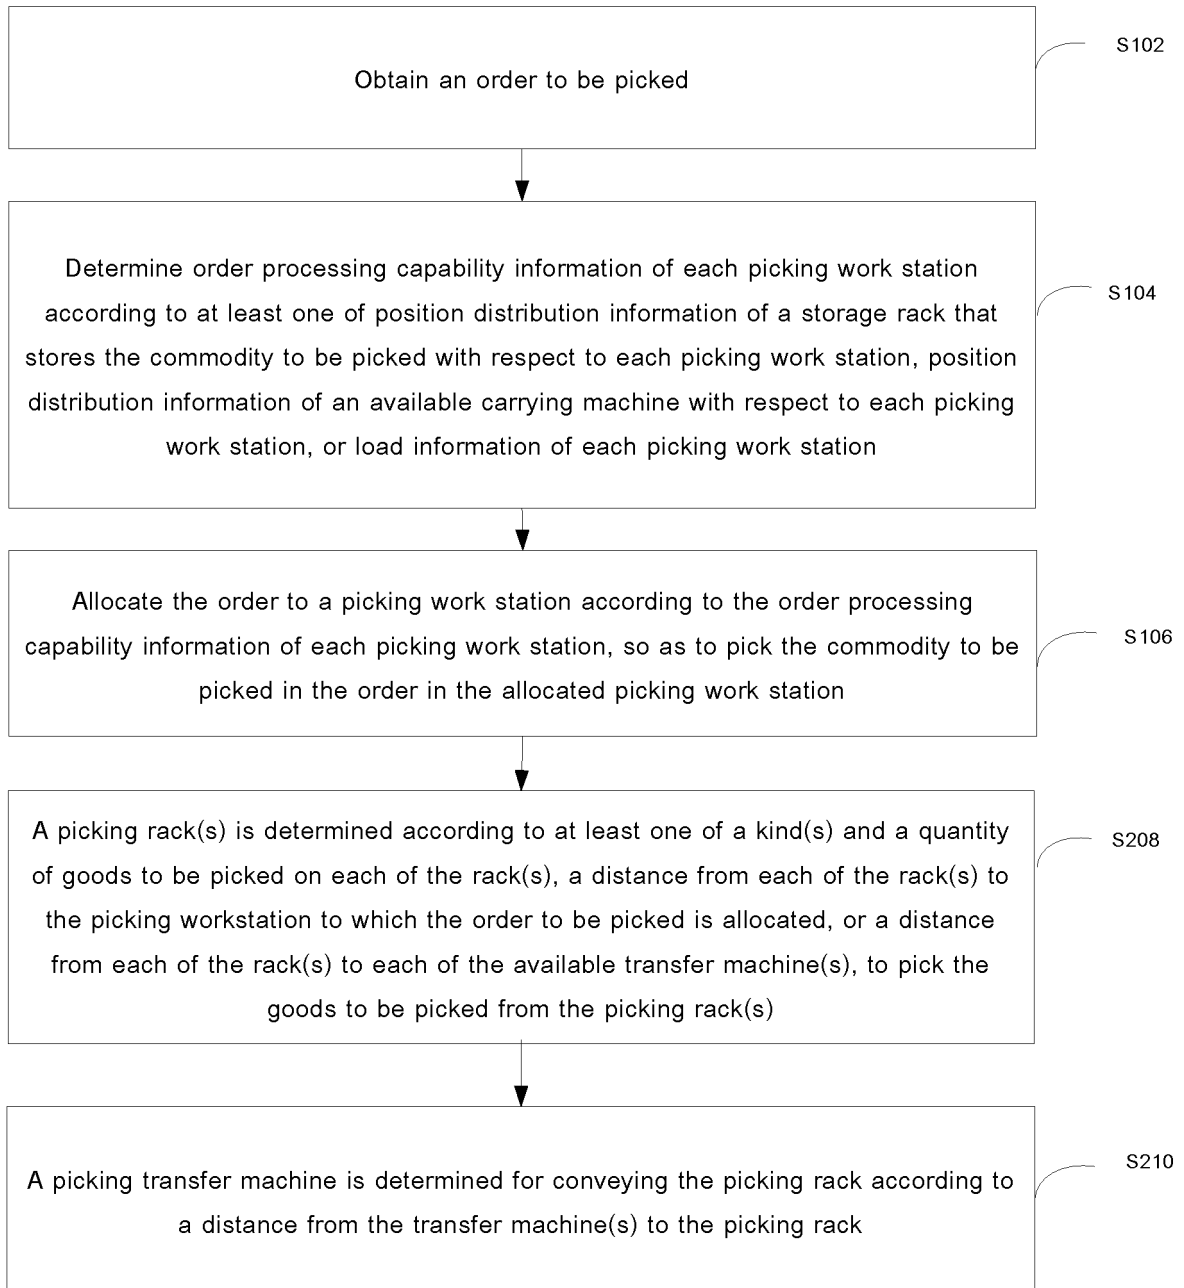 Obtain an order to be picked
S102
Determine order processing capability information of each picking work station
according to at least one of position distribution information of a storage rack that
stores the commodity to be picked with respect to each picking work station, position
distribution information of an available carrying machine with respect to each picking
work station, or load information of each picking work station
S104
Allocate the order to a picking work station according to the order processing
capability information of each picking work station, so as to pick the commodity to be
picked in the order in the allocated picking work station
S106
A picking rack(s) is determined according to at least one of a kind(s) and a quantity
of goods to be picked on each of the rack(s), a distance from each of the rack(s) to
the picking workstation to which the order to be picked is allocated, or a distance
from each of the rack(s) to each of the available transfer machine(s), to pick the
goods to be picked from the picking rack(s)
S208
A picking transfer machine is determined for conveying the picking rack according to
a distance from the transfer machine(s) to the picking rack
S210